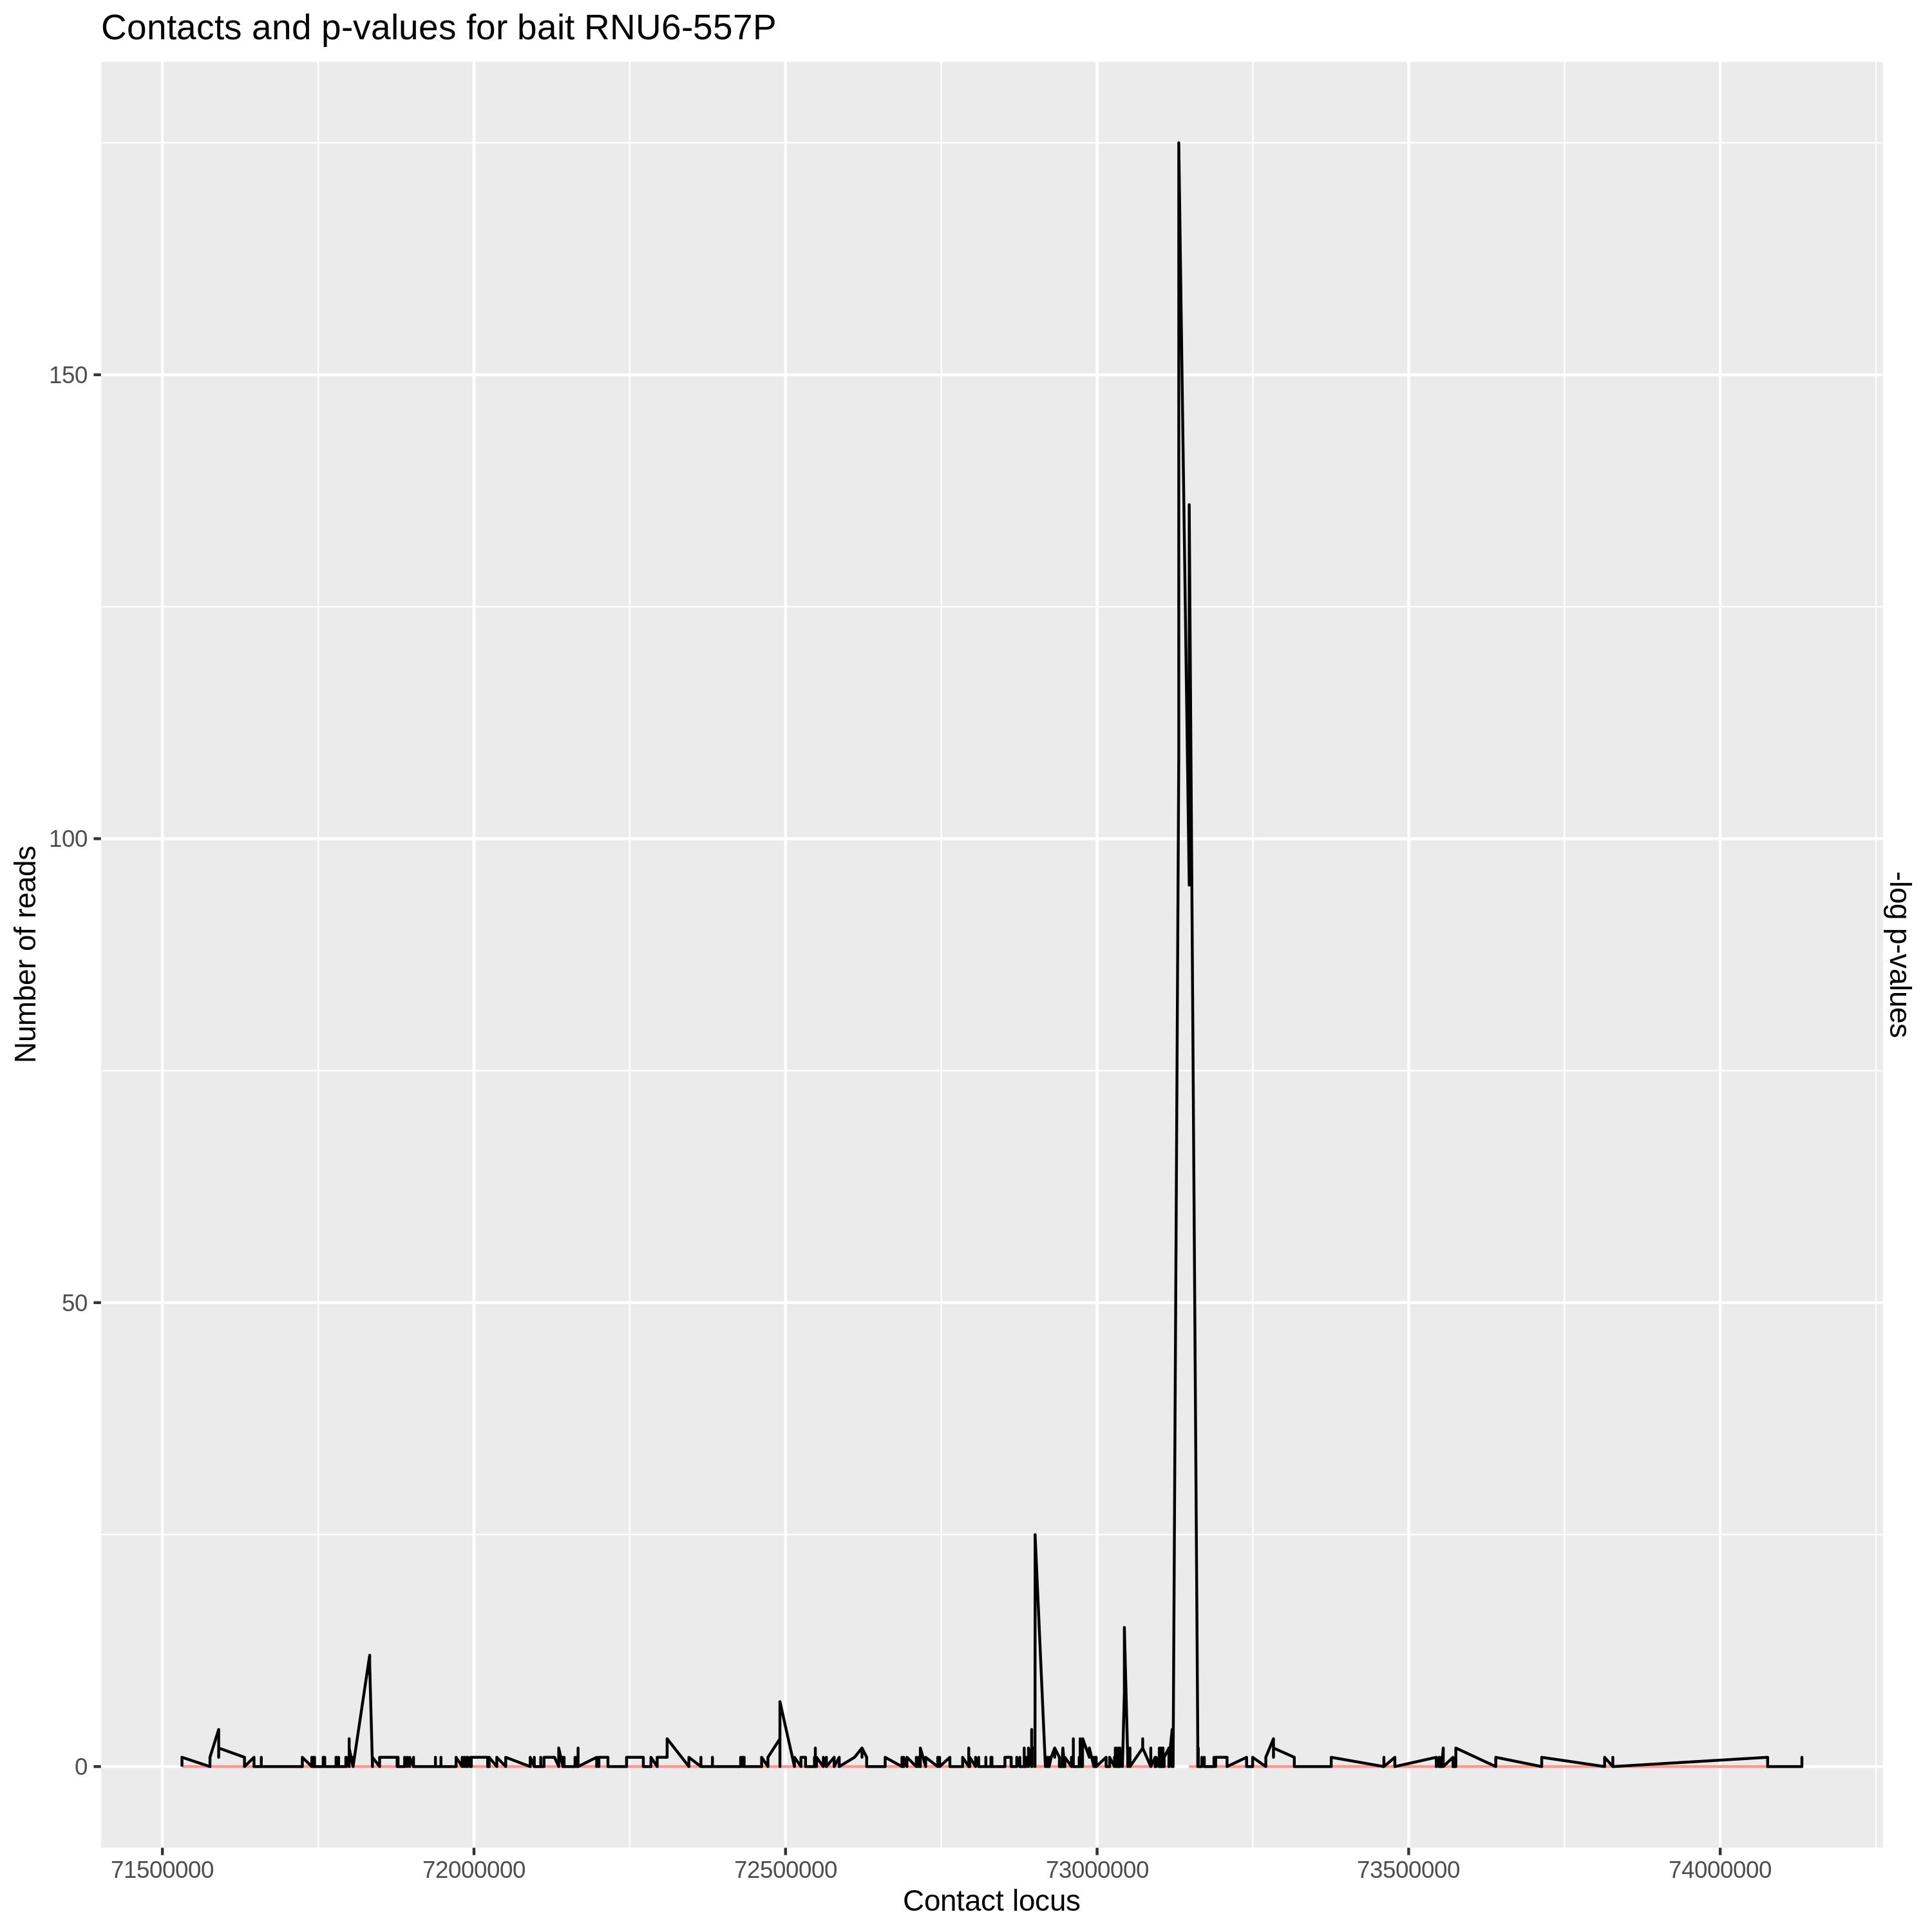 Contacts and p-values for bait RNU6-557P
150
100
50
0
Number of reads
-log p-values
71500000 72000000 72500000 73000000 73500000 74000000
Contact locus